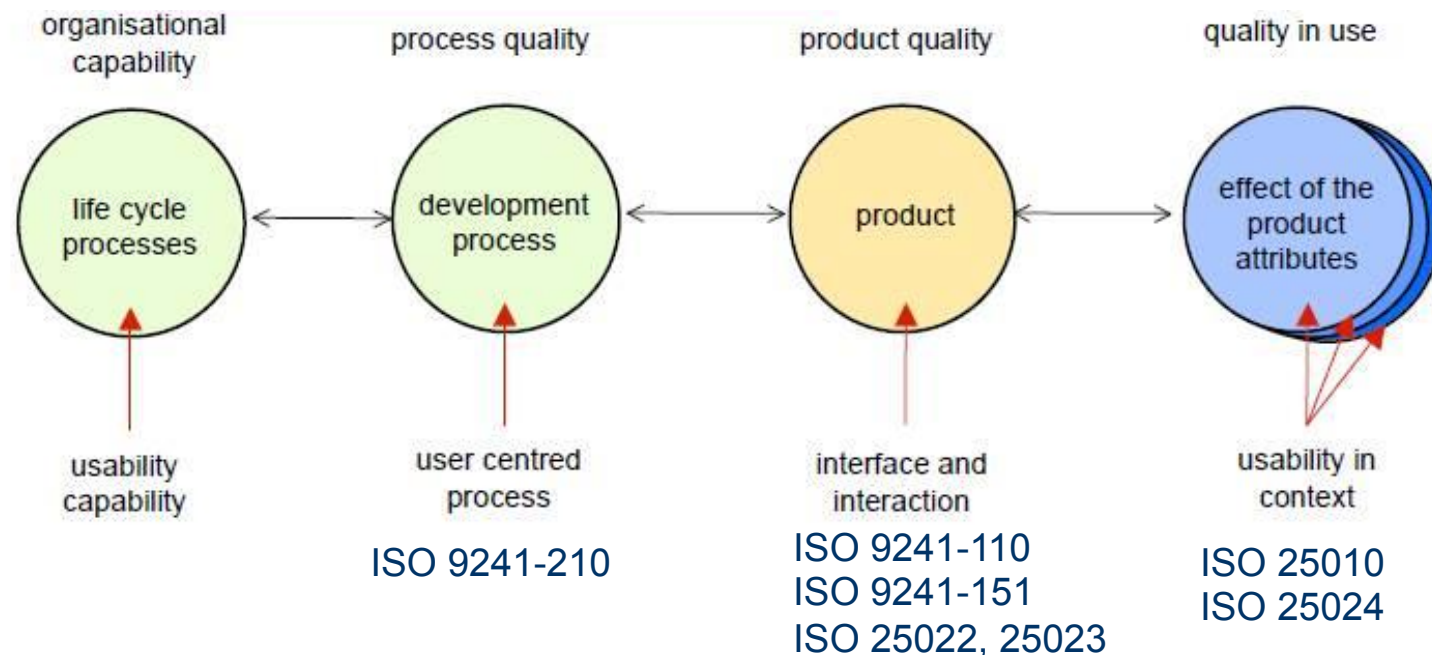 organisational
capability
process quality
product quality
quality in use
life cycle
processes
development
process
product
effect of the
product
attributes
usability
capability
user centred
process
interface and
interaction
usability in
context
ISO 9241-210
ISO 9241-110
ISO 9241-151
ISO 25022, 25023
ISO 25010
ISO 25024